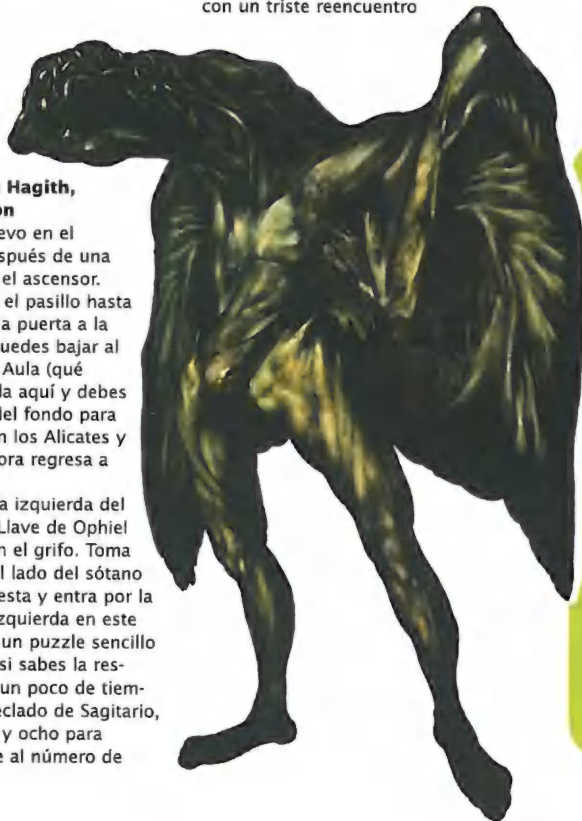 con un triste reencuentro
Hagith,
on
evo en el
spués de una
el ascensor.
el pasillo hasta
a puerta a la
uedes bajar al
Aula (qué
la aquí y debes
del fondo para
n los Alicates y
ora regresa a
a izquierda del
Llave de Ophiel
n el grifo. Toma
l lado del sótano
esta y entra por la
zquierda en este
un puzzle sencillo
si sabes la res-
un poco de tiem-
eclado de Sagitario,
y ocho para
e al número de